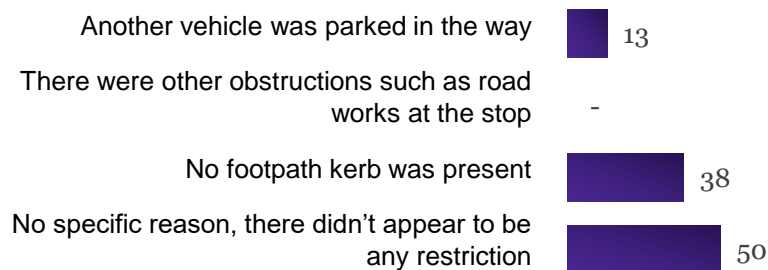 Another vehicle was parked in the way 13
There were other obstructions such as road
works at the stop -
No footpath kerb was present 38
No specific reason, there didn’t appear to be
any restriction 50